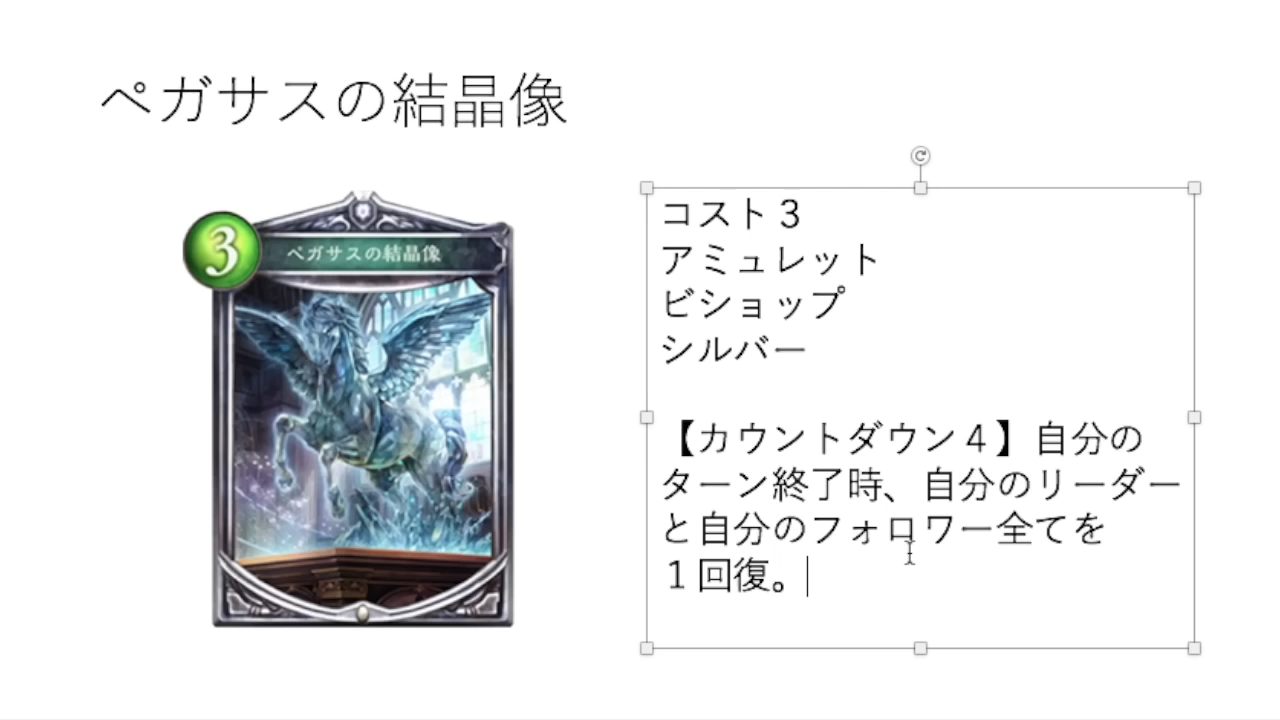 ペガサスの結晶像
3
ペガサスの結晶像
コスト３
アミュレット
ビショップ
シルバー
【カウントダウン４】自分の
ターン終了時、自分のリーダー
と自分のフォロワー全てを
１回復。